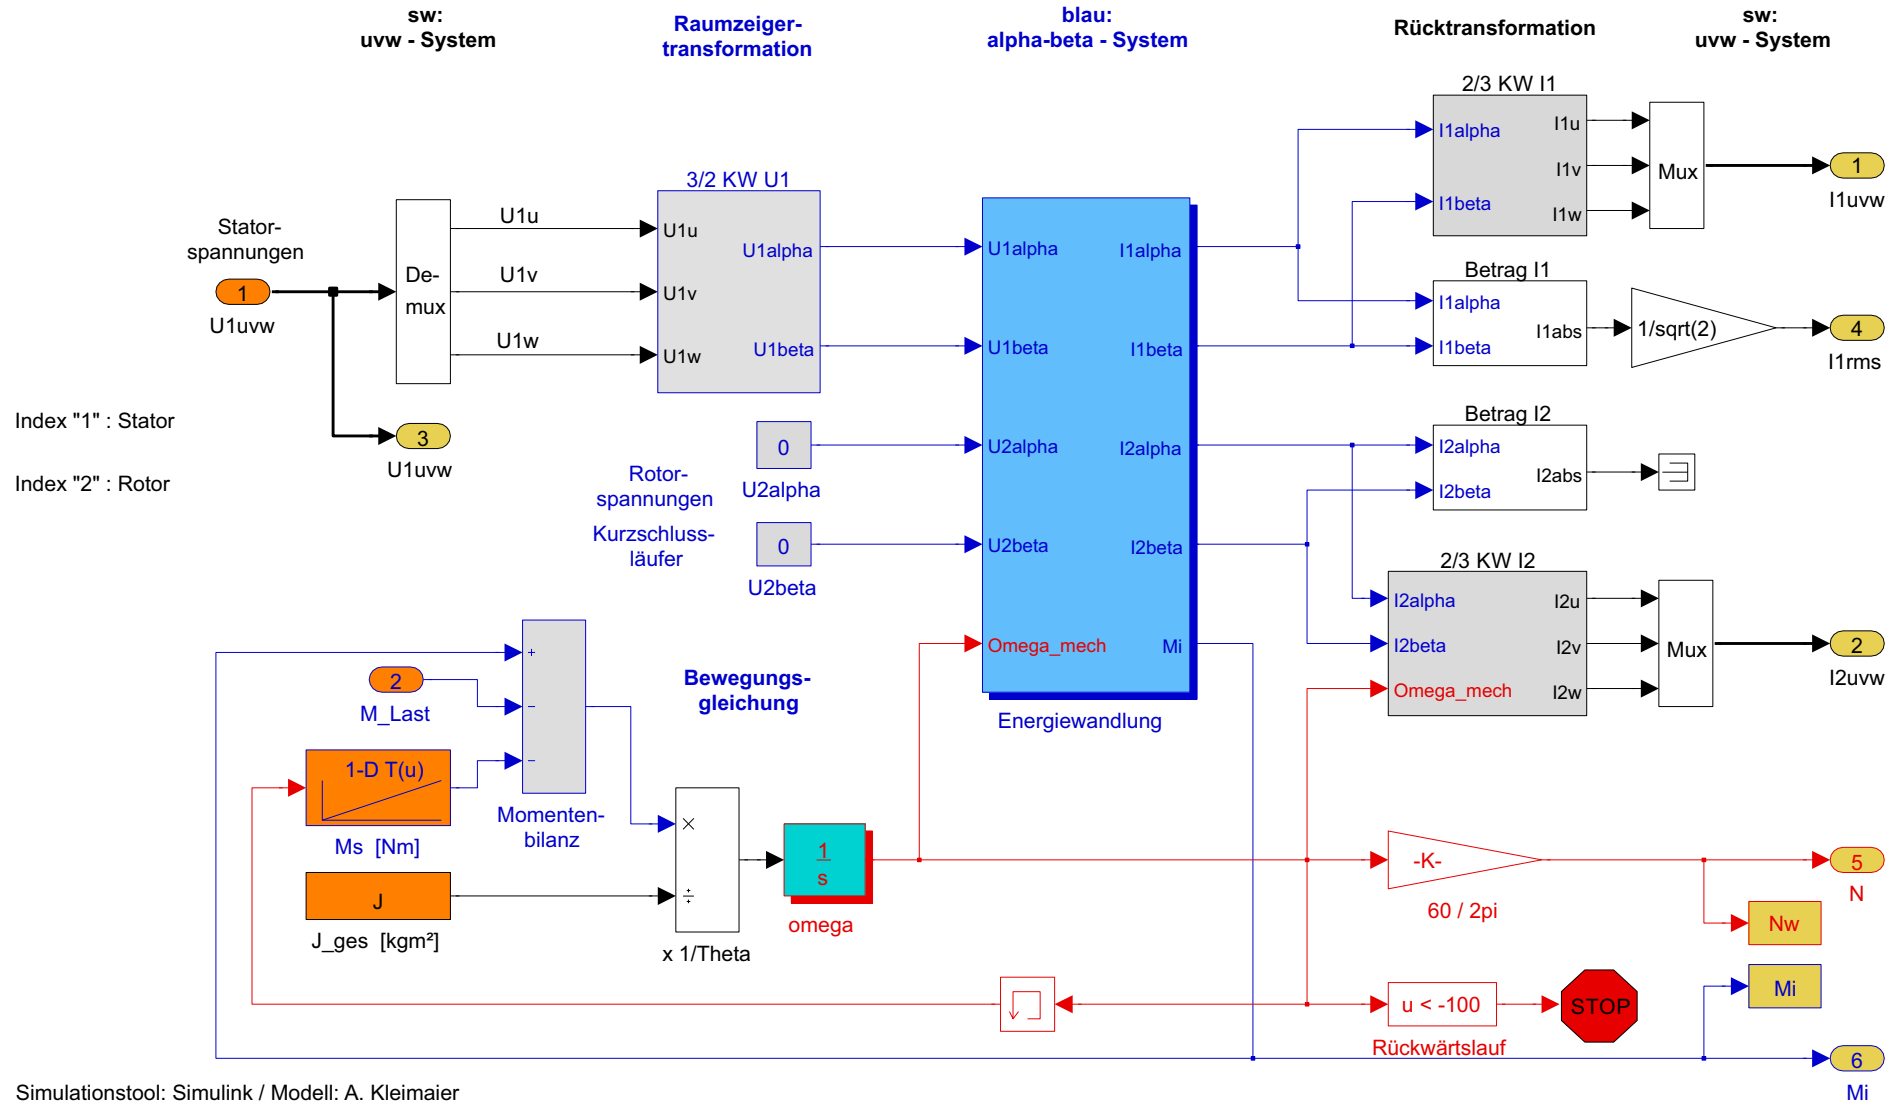 sw:
uvw - System
Raumzeiger-
transformation
blau:
alpha-beta - System
Rücktransformation
sw:
uvw - System
2/3 KW I1
I1alpha
I1beta
I1u
I1v
I1w
Mux
1
I1uvw
3/2 KW U1
U1u
U1v
U1w
U1alpha
U1beta
Stator-
spannungen
1
U1uvw
De-
mux
U1u
U1v
U1w
3
U1uvw
Index "1" : Stator
Index "2" : Rotor
U1alpha
U1beta
U2alpha
U2beta
Omega_mech
I1alpha
I1beta
I2alpha
I2beta
Mi
Energiewandlung
Betrag I1
I1alpha
I1beta
I1abs
1/sqrt(2)
4
I1rms
Rotor-
spannungen
Kurzschluss-
läufer
0
U2alpha
0
U2beta
Betrag I2
I2alpha
I2beta
I2abs
2/3 KW I2
I2alpha
I2beta
Omega_mech
I2u
I2v
I2w
Mux
2
I2uvw
+
−
−
2
M_Last
Momenten-
bilanz
Bewegungs-
gleichung
1-D T(u)
Ms [Nm]
J
J_ges [kgm²]
×
÷
x 1/Theta
1
s
omega
-K-
60 / 2pi
5
N
Nw
u < -100
Rückwärtslauf
STOP
Mi
6
Mi
Simulationstool: Simulink / Modell: A. Kleimaier